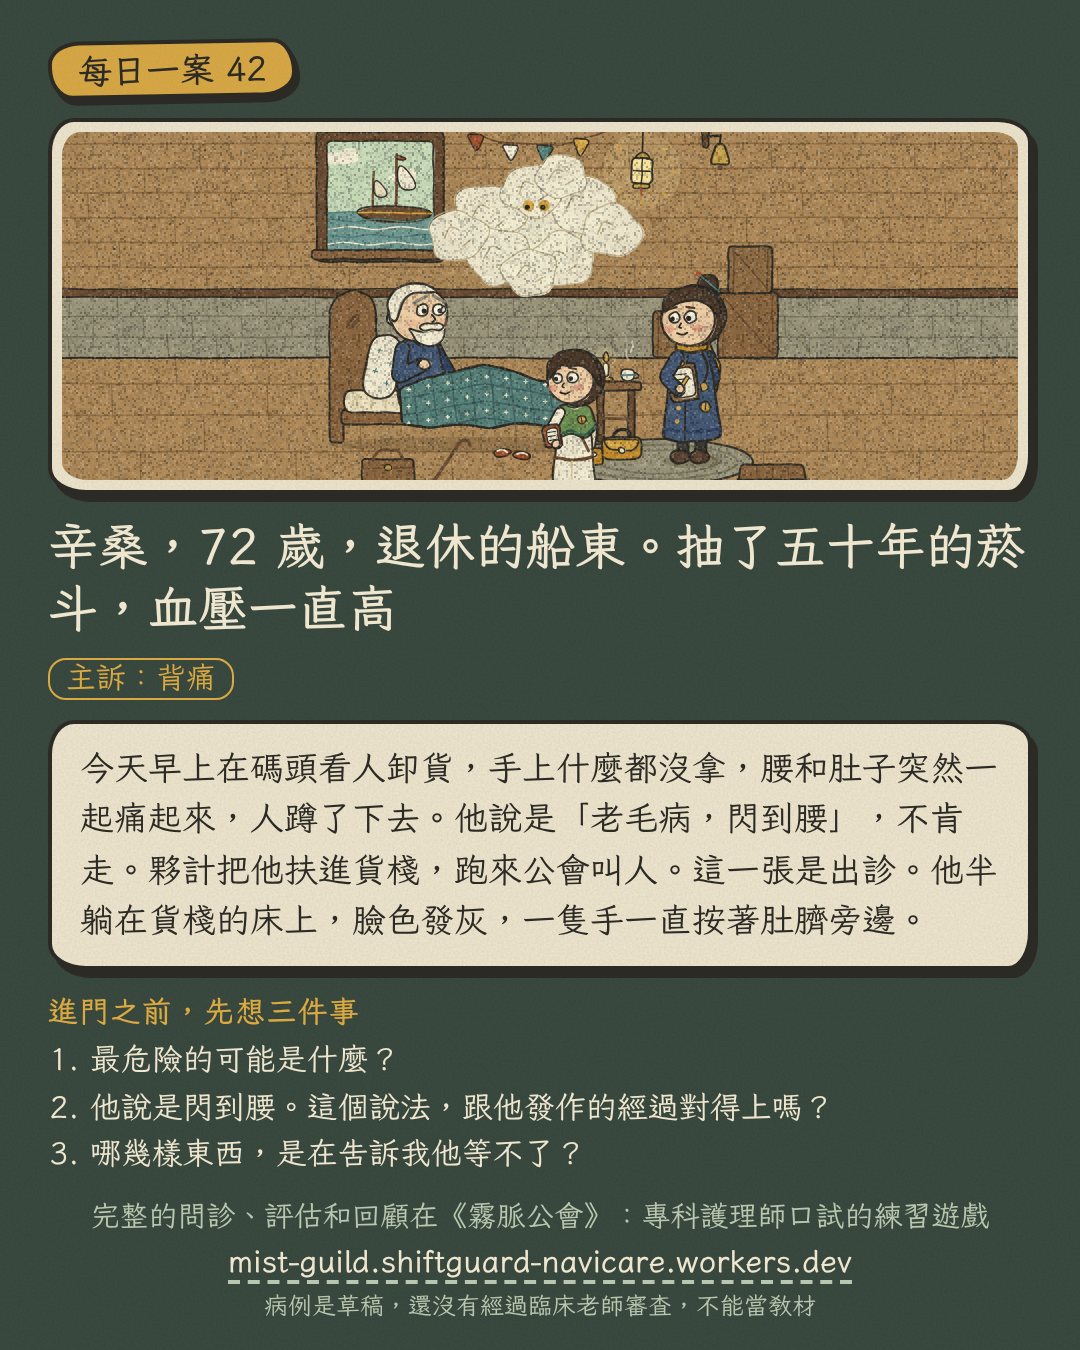 每日一案 42
辛桑，72 歲，退休的船東。抽了五十年的菸
斗，血壓一直高
主訴：背痛
今天早上在碼頭看人卸貨，手上什麼都沒拿，腰和肚子突然一
起痛起來，人蹲了下去。他說是「老毛病，閃到腰」，不肯
走。夥計把他扶進貨棧，跑來公會叫人。這一張是出診。他半
躺在貨棧的床上，臉色發灰，一隻手一直按著肚臍旁邊。
進門之前，先想三件事
1. 最危險的可能是什麼？
2. 他說是閃到腰。這個說法，跟他發作的經過對得上嗎？
3. 哪幾樣東西，是在告訴我他等不了？
完整的問診、評估和回顧在《霧脈公會》：專科護理師口試的練習遊戲
mist-guild.shiftguard-navicare.workers.dev
病例是草稿，還沒有經過臨床老師審查，不能當教材